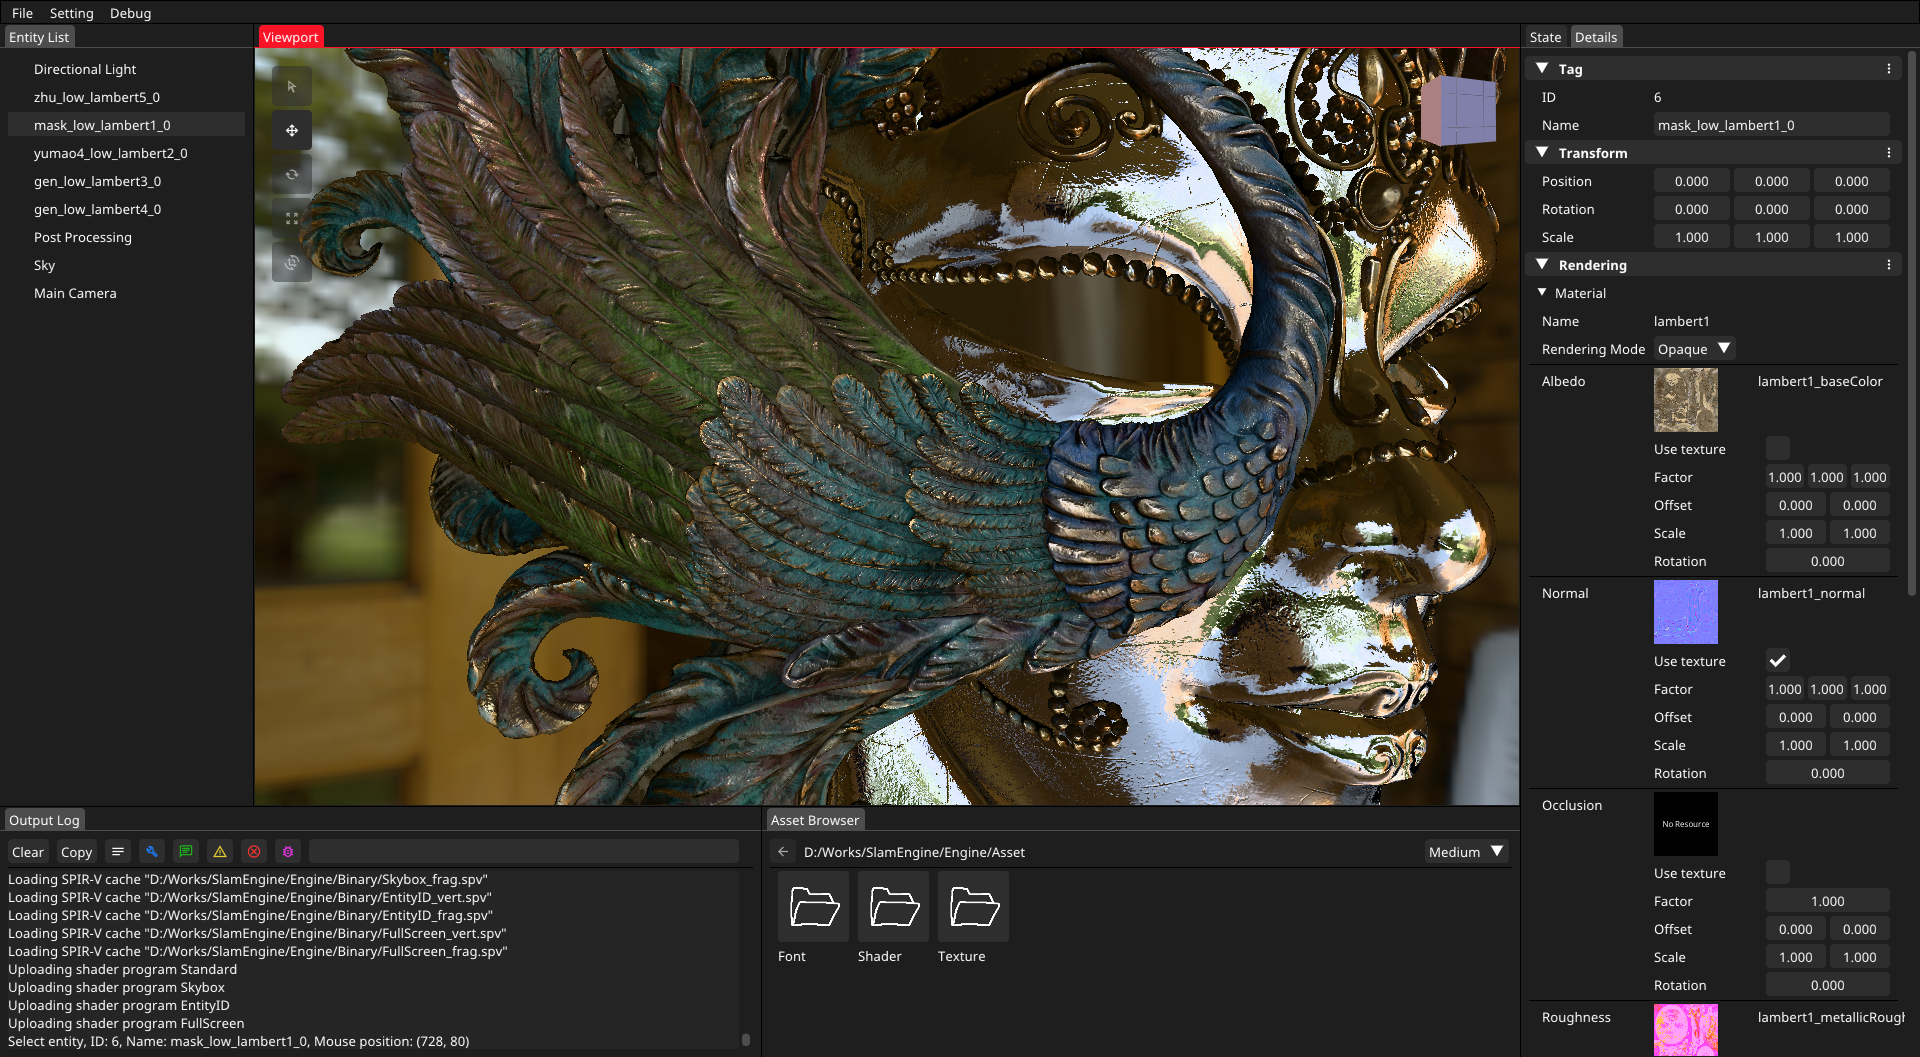 File Setting Debug
Entity List
Directional Light
zhu_low_lambert5_0
mask_low_lambert1_0
yumao4_low_lambert2_0
gen_low_lambert3_0
gen_low_lambert4_0
Post Processing
Sky
Main Camera
Viewport
State Details
Tag
ID 6
Name mask_low_lambert1_0
Transform
Position 0.000 0.000 0.000
Rotation 0.000 0.000 0.000
Scale 1.000 1.000 1.000
Rendering
Material
Name lambert1
Rendering Mode Opaque
Albedo lambert1_baseColor
Use texture
Factor 1.000 1.000 1.000
Offset 0.000 0.000
Scale 1.000 1.000
Rotation 0.000
Normal lambert1_normal
Use texture
Factor 1.000 1.000 1.000
Offset 0.000 0.000
Scale 1.000 1.000
Rotation 0.000
Occlusion No Resource
Use texture
Factor 1.000
Offset 0.000 0.000
Scale 1.000 1.000
Rotation 0.000
Roughness lambert1_metallicRough
Output Log
Clear Copy
Loading SPIR-V cache "D:/Works/SlamEngine/Engine/Binary/Skybox_frag.spv"
Loading SPIR-V cache "D:/Works/SlamEngine/Engine/Binary/EntityID_vert.spv"
Loading SPIR-V cache "D:/Works/SlamEngine/Engine/Binary/EntityID_frag.spv"
Loading SPIR-V cache "D:/Works/SlamEngine/Engine/Binary/FullScreen_vert.spv"
Loading SPIR-V cache "D:/Works/SlamEngine/Engine/Binary/FullScreen_frag.spv"
Uploading shader program Standard
Uploading shader program Skybox
Uploading shader program EntityID
Uploading shader program FullScreen
Select entity, ID: 6, Name: mask_low_lambert1_0, Mouse position: (728, 80)
Asset Browser
D:/Works/SlamEngine/Engine/Asset Medium
Font Shader Texture